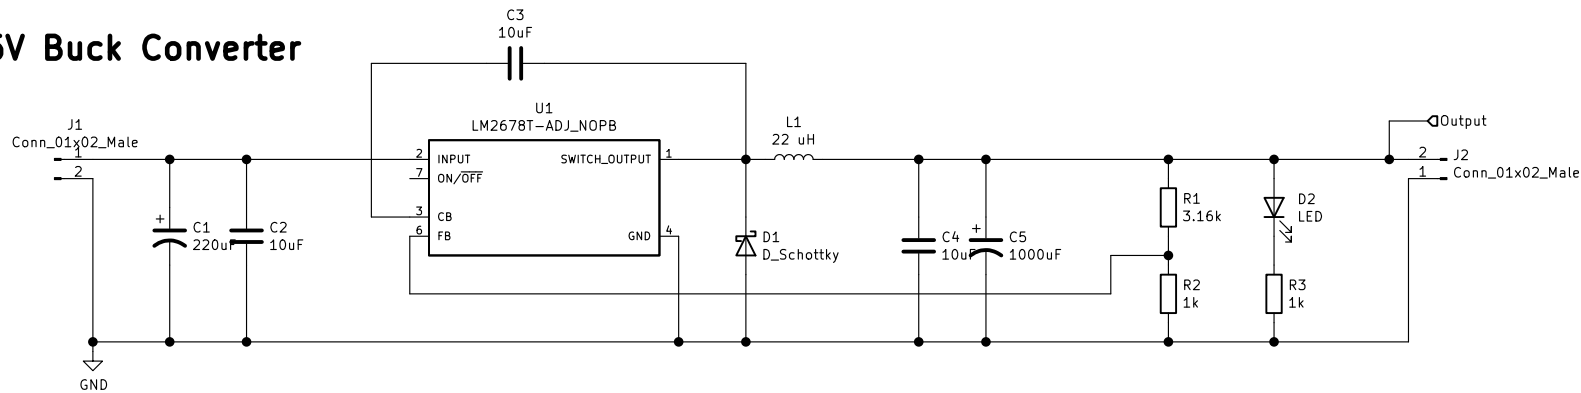 5V Buck Converter
C3
10uF
U1
LM2678T-ADJ_NOPB
J1
Conn_01x02_Male
1
2
2
INPUT
7
ON/OFF
3
CB
6
FB
SWITCH_OUTPUT
1
GND
4
L1
22 uH
Output
2
J2
1
Conn_01x02_Male
C1
220uF
C2
10uF
D1
D_Schottky
C4
10uF
C5
1000uF
R1
3.16k
R2
1k
D2
LED
R3
1k
GND